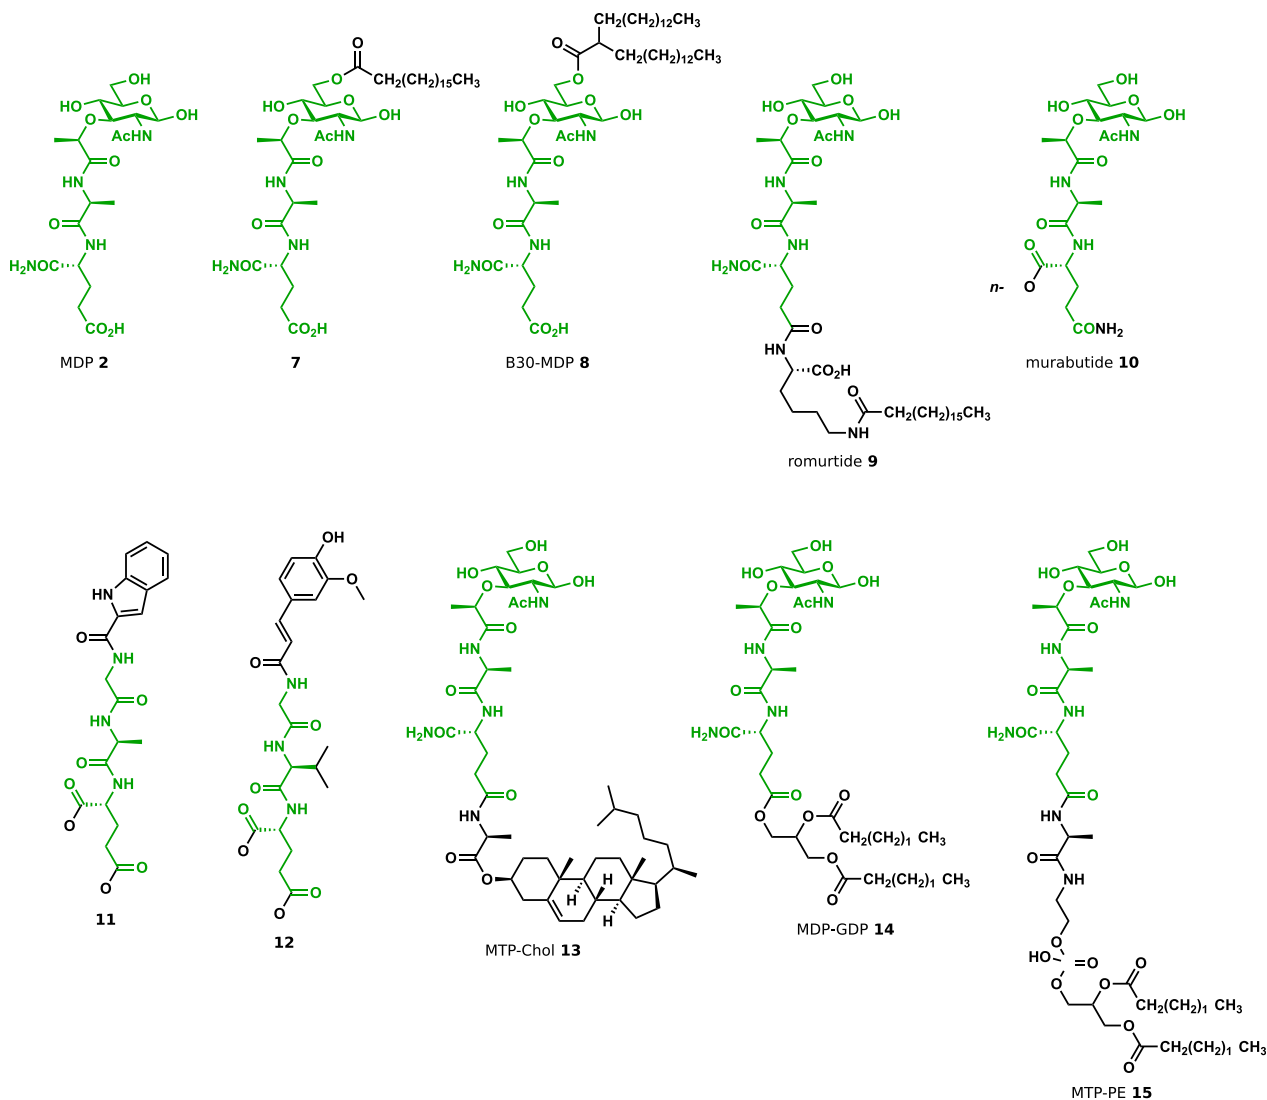 CH₂(CH₂)₁₂CH₃
O
CH₂(CH₂)₁₂CH₃
O
OH
HO
O
OH
O
AcHN
O
HN
O
NH
H₂NOC
CO₂H
MDP 2
O
CH₂(CH₂)₁₅CH₃
O
HO
O
OH
O
AcHN
O
HN
O
NH
H₂NOC
CO₂H
7
O
HO
O
OH
O
AcHN
O
HN
O
NH
H₂NOC
CO₂H
B30-MDP 8
OH
HO
O
OH
O
AcHN
O
HN
O
NH
H₂NOC
O
HN
CO₂H
O
CH₂(CH₂)₁₅CH₃
NH
romurtide 9
OH
HO
O
OH
O
AcHN
O
HN
O
NH
O
n-
O
CONH₂
murabutide 10
HN
O
NH
O
HN
O
NH
O
O
O
O
11
OH
O
O
NH
O
HN
O
NH
O
O
O
O
12
OH
HO
O
OH
O
AcHN
O
HN
O
NH
H₂NOC
O
HN
O
O
H
H
H
MTP-Chol 13
OH
HO
O
OH
O
AcHN
O
HN
O
NH
H₂NOC
O
O
O
O
CH₂(CH₂)₁ CH₃
O
CH₂(CH₂)₁ CH₃
O
MDP-GDP 14
OH
HO
O
OH
O
AcHN
O
HN
O
NH
H₂NOC
O
HN
O
NH
O
HO
=O
O
O
O
CH₂(CH₂)₁ CH₃
O
CH₂(CH₂)₁ CH₃
O
MTP-PE 15